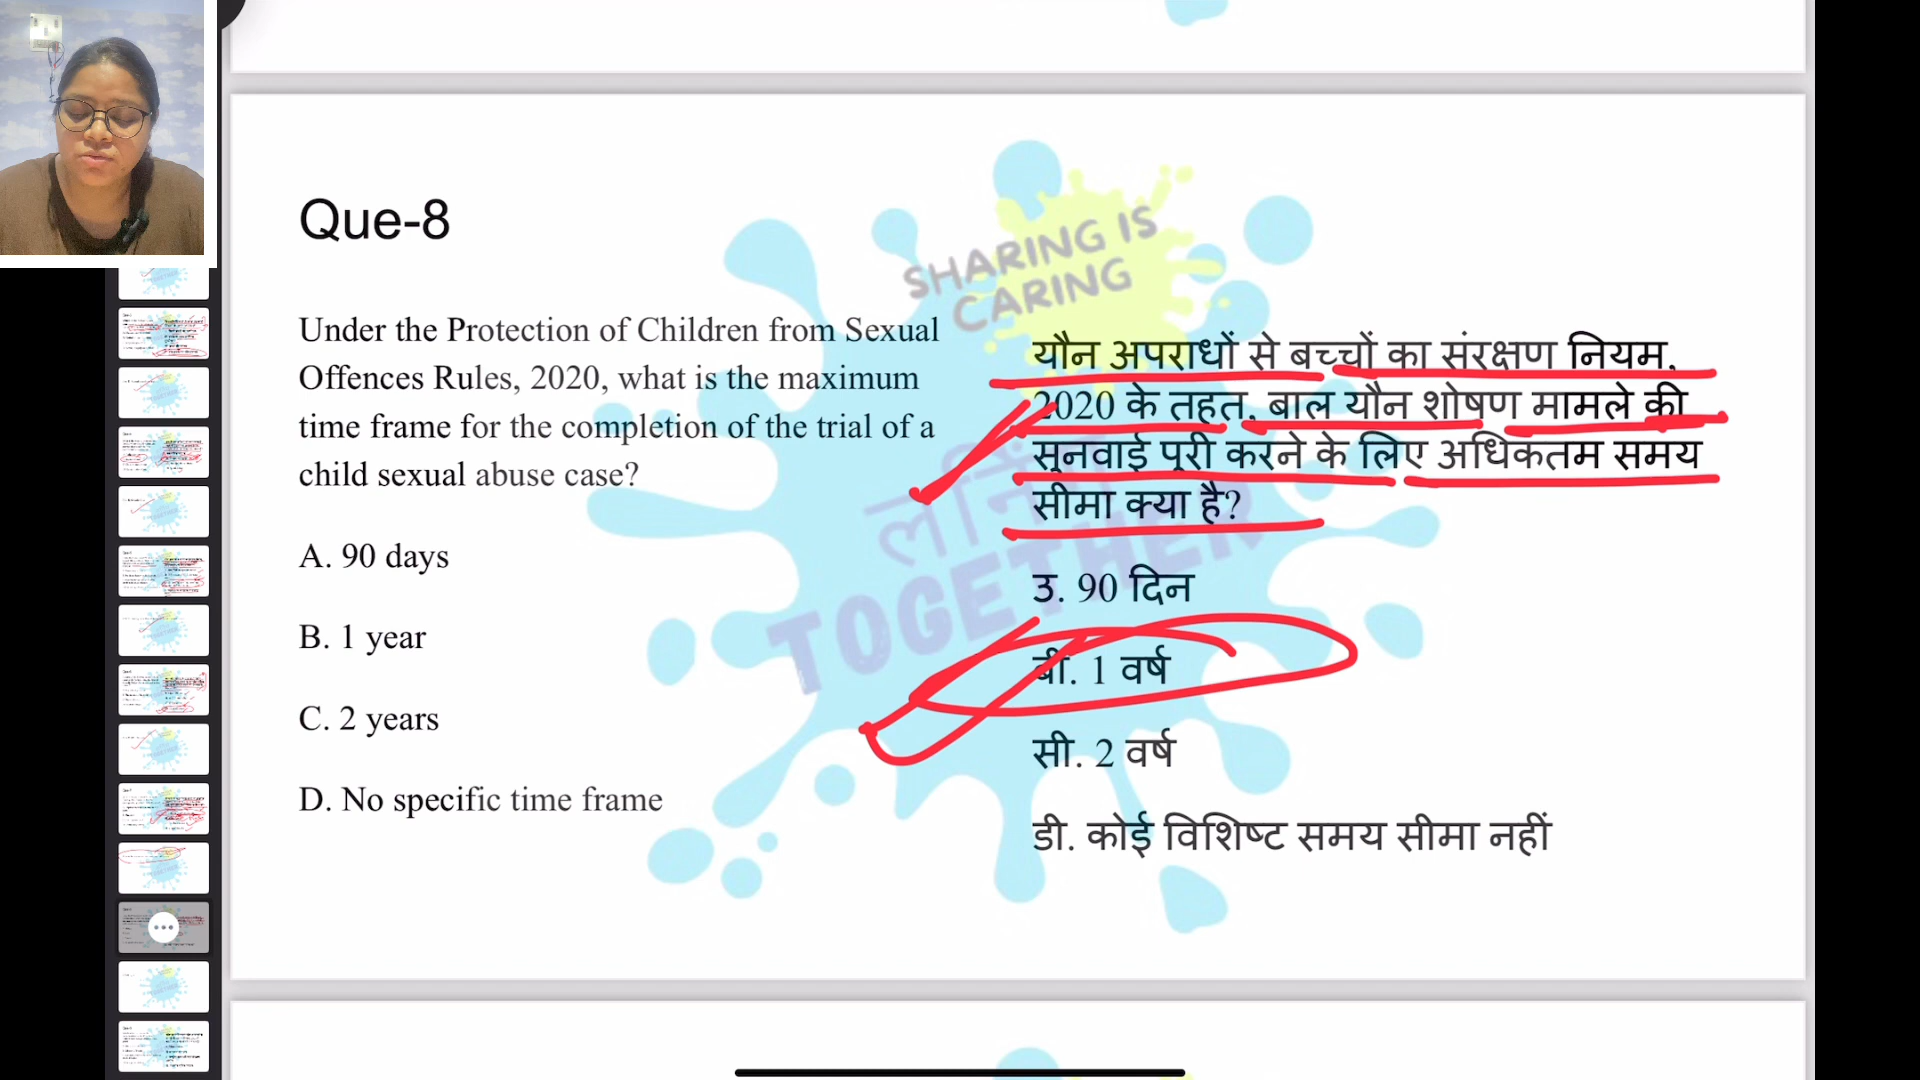 Que-8
SHARING IS
CARING
Under the Protection of Children from Sexual
Offences Rules, 2020, what is the maximum
time frame for the completion of the trial of a
child sexual abuse case?
A. 90 days
B. 1 year
C. 2 years
D. No specific time frame
यौन अपराधों से बच्चों का संरक्षण नियम,
2020 के तहत, बाल यौन शोषण मामले की
सुनवाई पूरी करने के लिए अधिकतम समय
सीमा क्या है?
उ. 90 दिन
बी. 1 वर्ष
सी. 2 वर्ष
डी. कोई विशिष्ट समय सीमा नहीं
TOGETHER